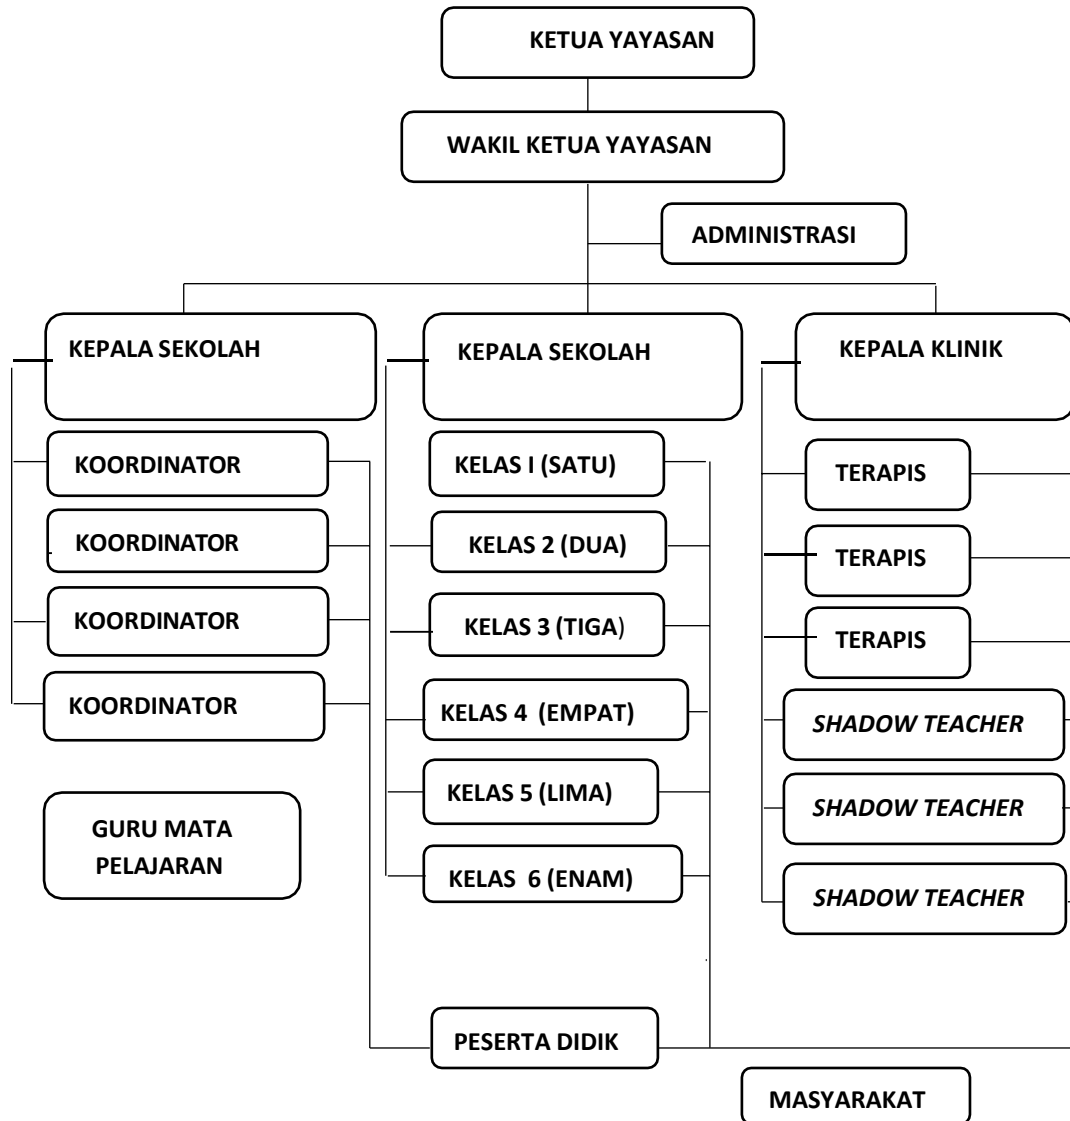 KETUA YAYASAN
WAKIL KETUA YAYASAN
ADMINISTRASI
KEPALA SEKOLAH
KOORDINATOR
KOORDINATOR
KOORDINATOR
KOORDINATOR
GURU MATA
PELAJARAN
KEPALA SEKOLAH
KELAS I (SATU)
KELAS 2 (DUA)
KELAS 3 (TIGA)
KELAS 4 (EMPAT)
KELAS 5 (LIMA)
KELAS 6 (ENAM)
KEPALA KLINIK
TERAPIS
TERAPIS
TERAPIS
SHADOW TEACHER
SHADOW TEACHER
SHADOW TEACHER
PESERTA DIDIK
MASYARAKAT